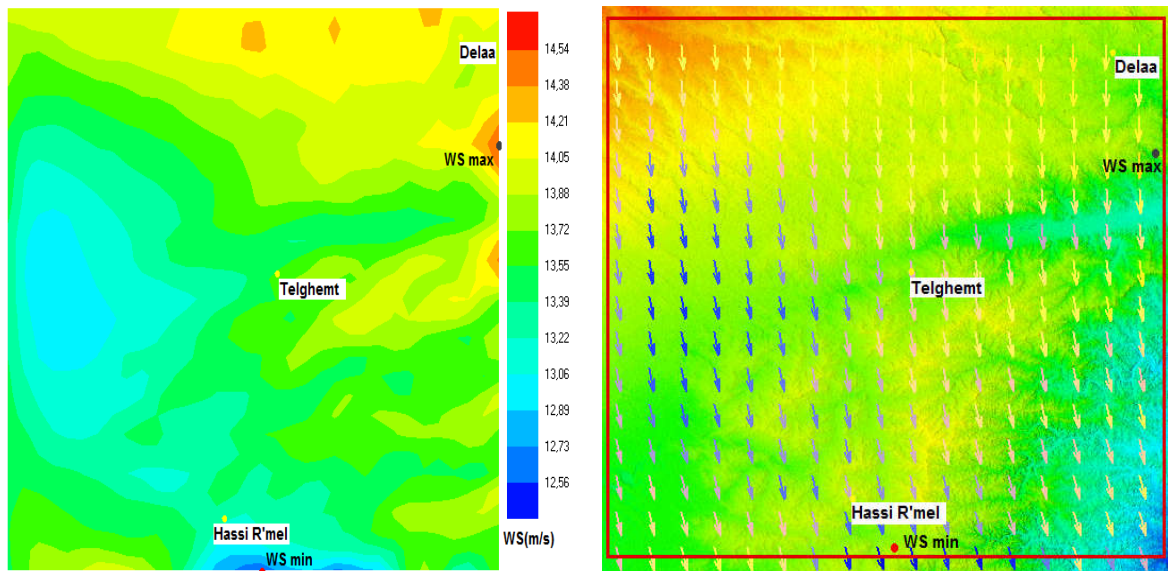 Delaa
WS max
Telghemt
Hassi R'mel
WS min
14,54
14,38
14,21
14,05
13,88
13,72
13,55
13,39
13,22
13,06
12,89
12,73
12,56
WS(m/s)
Delaa
WS max
Telghemt
Hassi R'mel
WS min